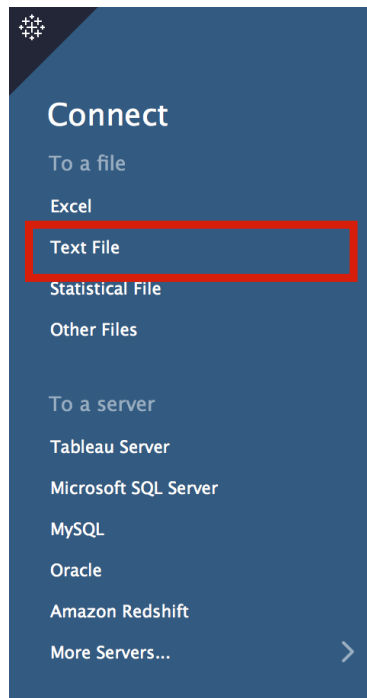 Connect
To a file
Excel
Text File
Statistical File
Other Files
To a server
Tableau Server
Microsoft SQL Server
MySQL
Oracle
Amazon Redshift
More Servers...